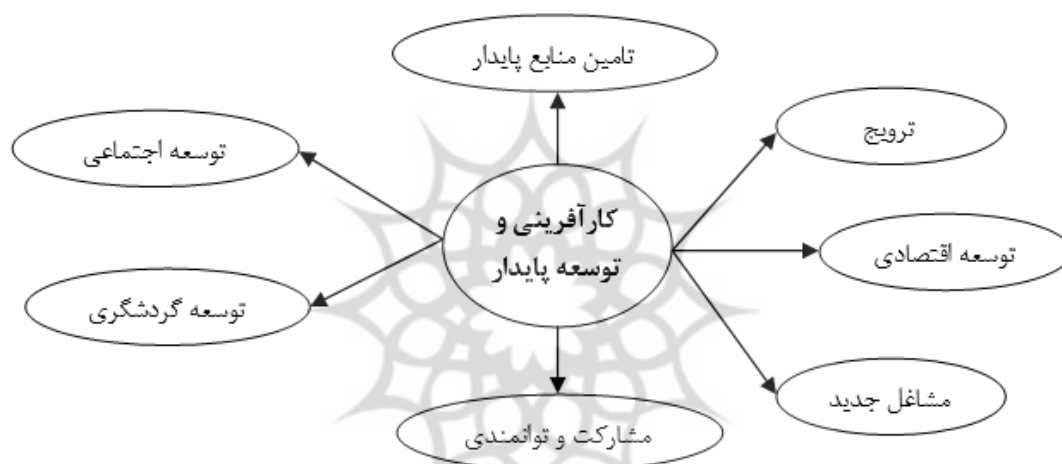 تامین منابع پایدار
ترویج
توسعه اجتماعی
کارآفرینی و
توسعه پایدار
توسعه اقتصادی
توسعه گردشگری
مشاغل جدید
مشارکت و توانمندی